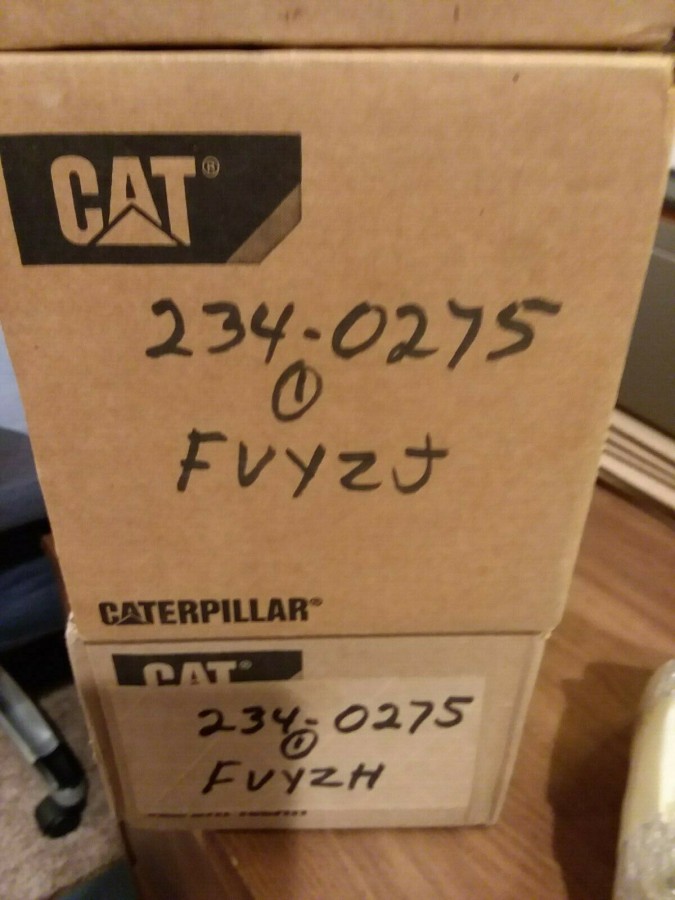 CAT®
234-0275
1
FVYZJ
CATERPILLAR®
CAT®
234-0275
1
FVYZH